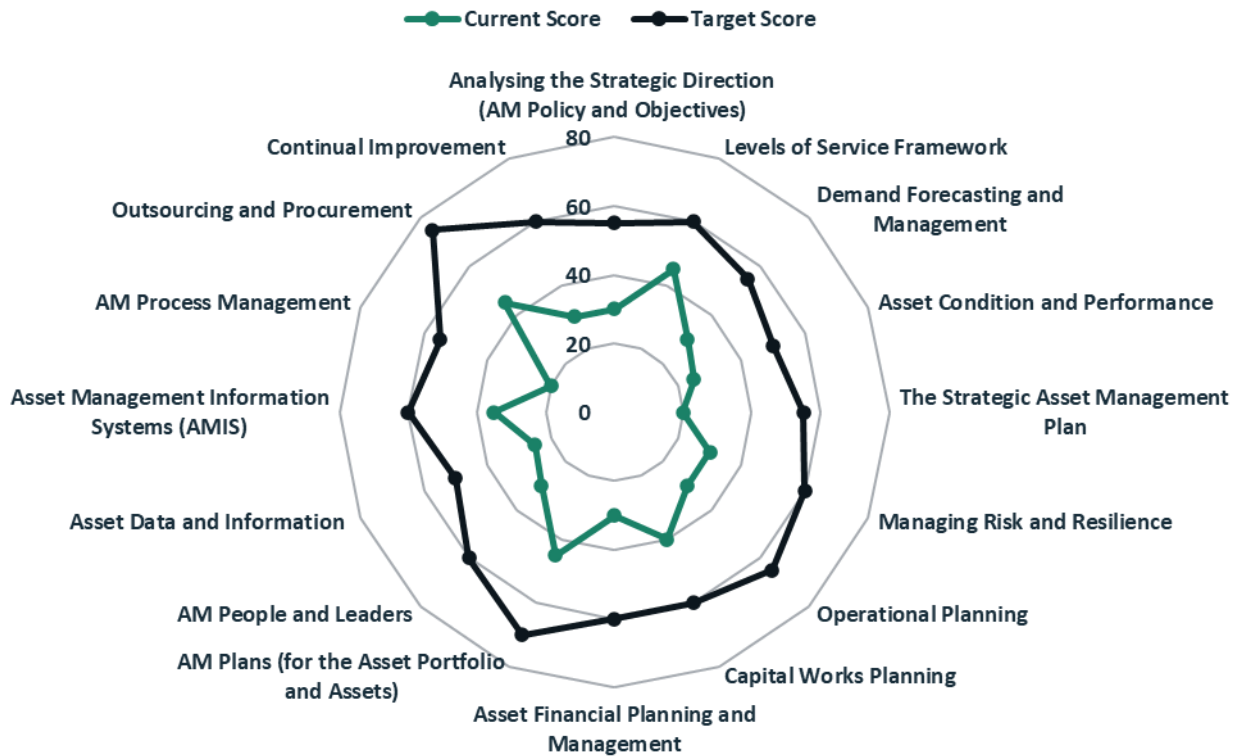 Current Score
Target Score
Analysing the Strategic Direction
(AM Policy and Objectives)
Levels of Service Framework
Demand Forecasting and
Management
Asset Condition and Performance
The Strategic Asset Management
Plan
Managing Risk and Resilience
Operational Planning
Capital Works Planning
Asset Financial Planning and
Management
AM Plans (for the Asset Portfolio
and Assets)
AM People and Leaders
Asset Data and Information
Asset Management Information
Systems (AMIS)
AM Process Management
Outsourcing and Procurement
Continual Improvement
80
60
40
20
0